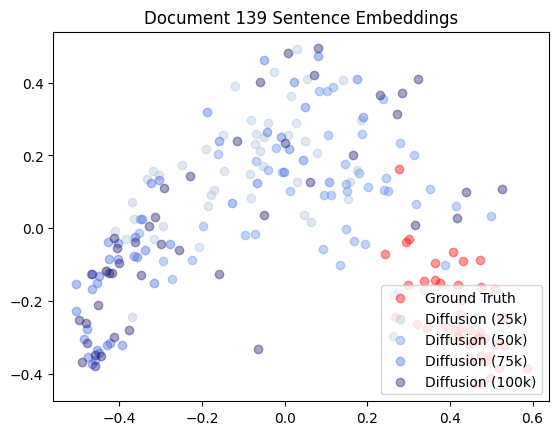 Document 139 Sentence Embeddings
0.4
0.2
0.0
−0.2
−0.4
−0.4
−0.2
0.0
0.2
0.4
0.6
Ground Truth
Diffusion (25k)
Diffusion (50k)
Diffusion (75k)
Diffusion (100k)